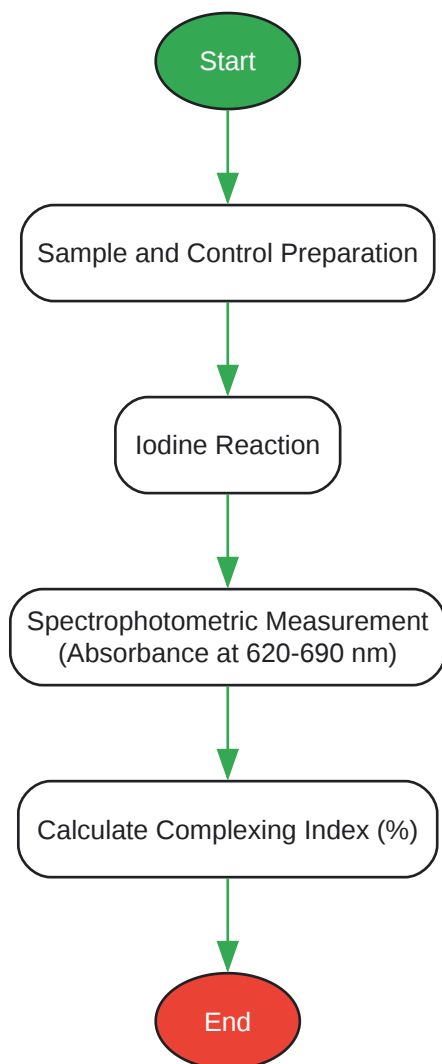 Start
Sample and Control Preparation
Iodine Reaction
Spectrophotometric Measurement
(Absorbance at 620-690 nm)
Calculate Complexing Index (%)
End